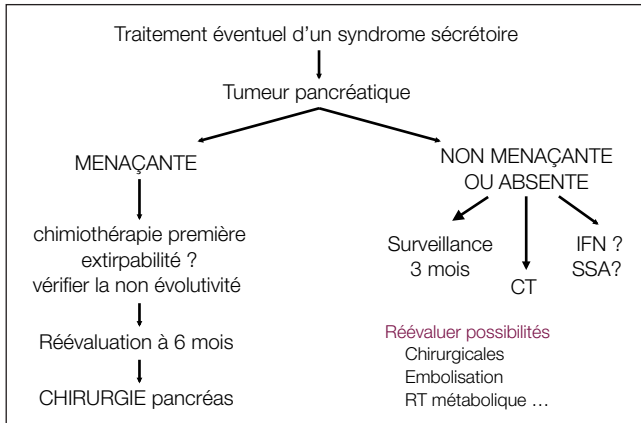 Traitement éventuel d’un syndrome sécrétoire
Tumeur pancréatique
MENAÇANTE
chimiothérapie première
extirpabilité ?
vérifier la non évolutivité
Réévaluation à 6 mois
CHIRURGIE pancréas
NON MENAÇANTE
OU ABSENTE
Surveillance
3 mois
CT
IFN ?
SSA?
Réévaluer possibilités
Chirurgicales
Embolisation
RT métabolique …